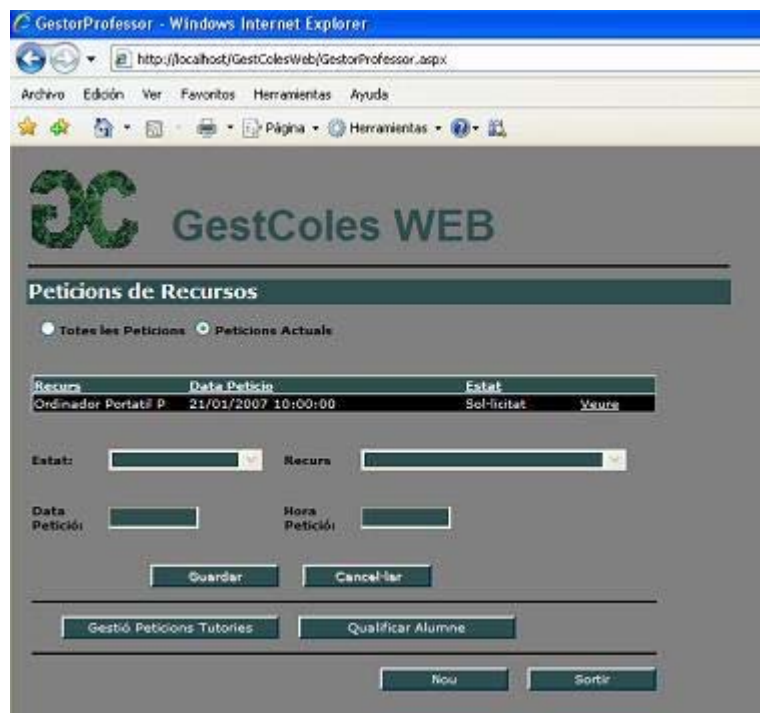 GestorProfessor - Windows Internet Explorer
http://localhost/GestColesWeb/GestorProfessor.aspx
Archivo Edición Ver Favoritos Herramientas Ayuda
Página Herramientas
GC GestColes WEB
Peticions de Recursos
Totes les Peticions Peticions Actuals
Recurs Data Peticio Estat
Ordinador Portatil P 21/01/2007 10:00:00 Sol·licitat Veure
Estat: Recurs
Data Petició: Hora Petició:
Guardar Cancel·lar
Gestió Peticions Tutories Qualificar Alumne
Nou Sortir